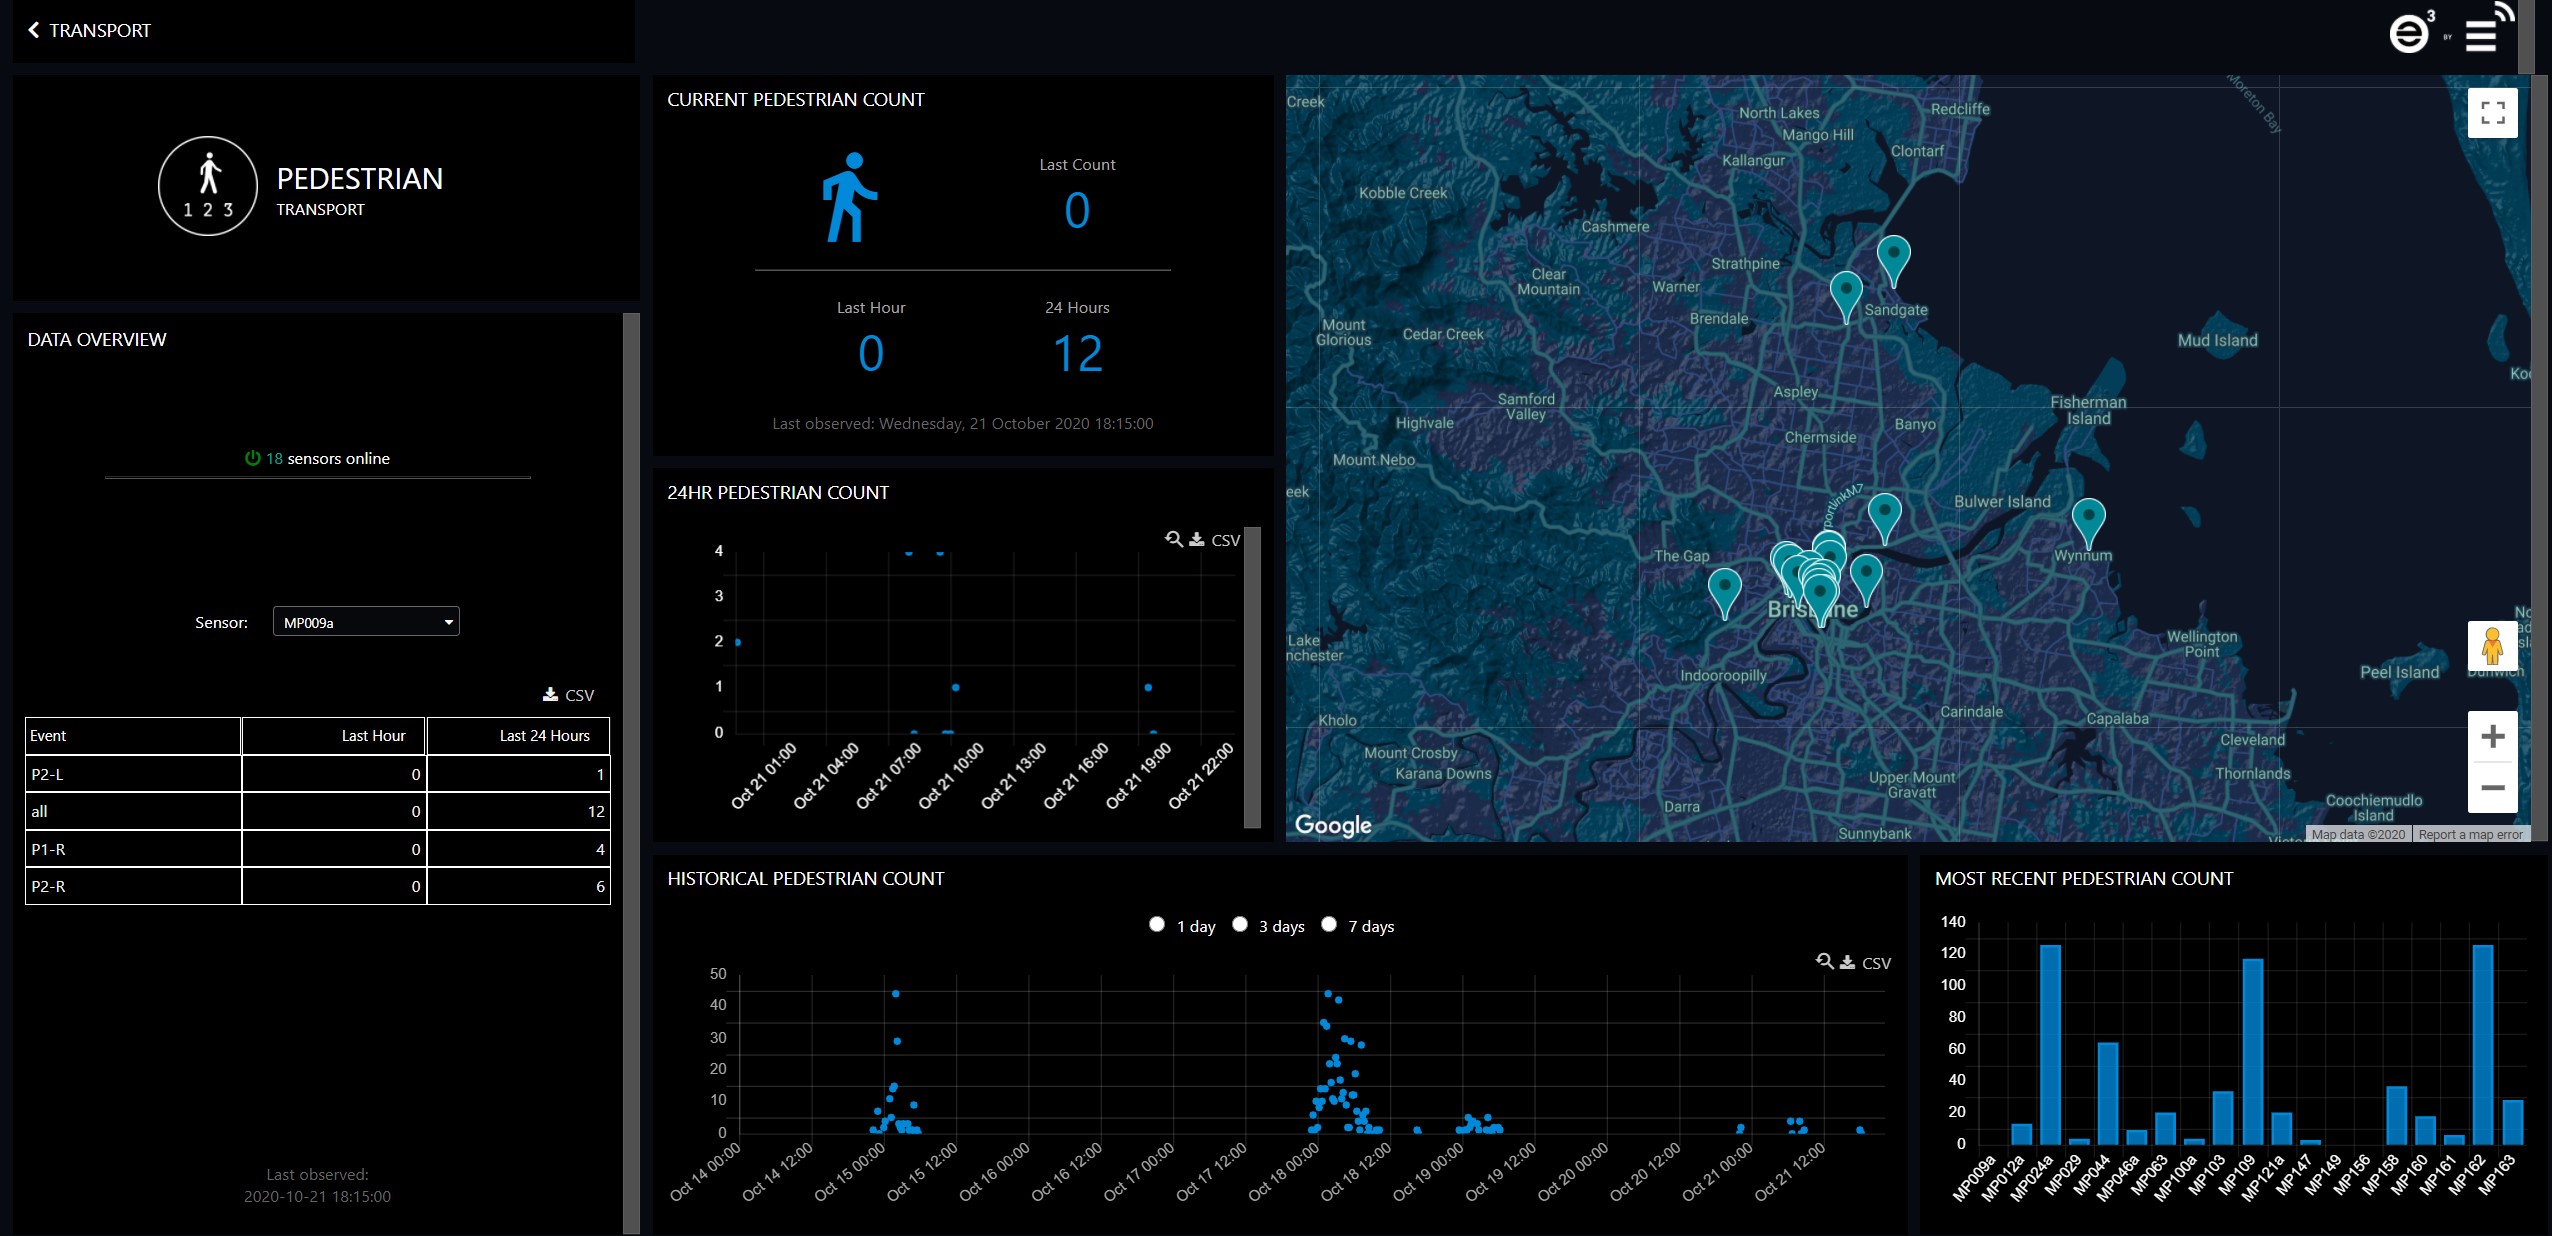 TRANSPORT
3
BY
PEDESTRIAN
TRANSPORT
1 2 3
DATA OVERVIEW
18 sensors online
Sensor: MP009a
CSV
Event Last Hour Last 24 Hours
P2-L 0 1
all 0 12
P1-R 0 4
P2-R 0 6
Last observed:
2020-10-21 18:15:00
CURRENT PEDESTRIAN COUNT
Last Count
0
Last Hour 24 Hours
0 12
Last observed: Wednesday, 21 October 2020 18:15:00
24HR PEDESTRIAN COUNT
CSV
4
3
2
1
0
Oct 21 01:00 Oct 21 04:00 Oct 21 07:00 Oct 21 10:00 Oct 21 13:00 Oct 21 16:00 Oct 21 19:00 Oct 21 22:00
Creek
North Lakes
Redcliffe
Moreton Bay
Mango Hill
Kallangur
Clontarf
Kobble Creek
Cashmere
Strathpine
Clear
Mountain
Warner
Sandgate
Brendale
Mount
Glorious
Cedar Creek
Mud Island
Aspley
Samford
Valley
Fisherman
Island
Highvale
Banyo
Chermside
Mount Nebo
eek
Bulwer Island
The Gap
Wynnum
Brisbane
Lake
nchester
Wellington
Point
Indooroopilly
Peel Island
Dunwich
Kholo
Carindale
Capalaba
Mount Crosby
Cleveland
Karana Downs
Upper Mount
Gravatt
Thornlands
Darra
Coochiemudlo
Island
Sunnybank
Google
Map data ©2020 Report a map error
HISTORICAL PEDESTRIAN COUNT
1 day 3 days 7 days
CSV
50
40
30
20
10
0
Oct 14 00:00 Oct 14 12:00 Oct 15 00:00 Oct 15 12:00 Oct 16 00:00 Oct 16 12:00 Oct 17 00:00 Oct 17 12:00 Oct 18 00:00 Oct 18 12:00 Oct 19 00:00 Oct 19 12:00 Oct 20 00:00 Oct 20 12:00 Oct 21 00:00 Oct 21 12:00
MOST RECENT PEDESTRIAN COUNT
140
120
100
80
60
40
20
0
MP009a MP012a MP024a MP029 MP044 MP046a MP063 MP100a MP103 MP109 MP121a MP147 MP149 MP156 MP158 MP160 MP161 MP162 MP163